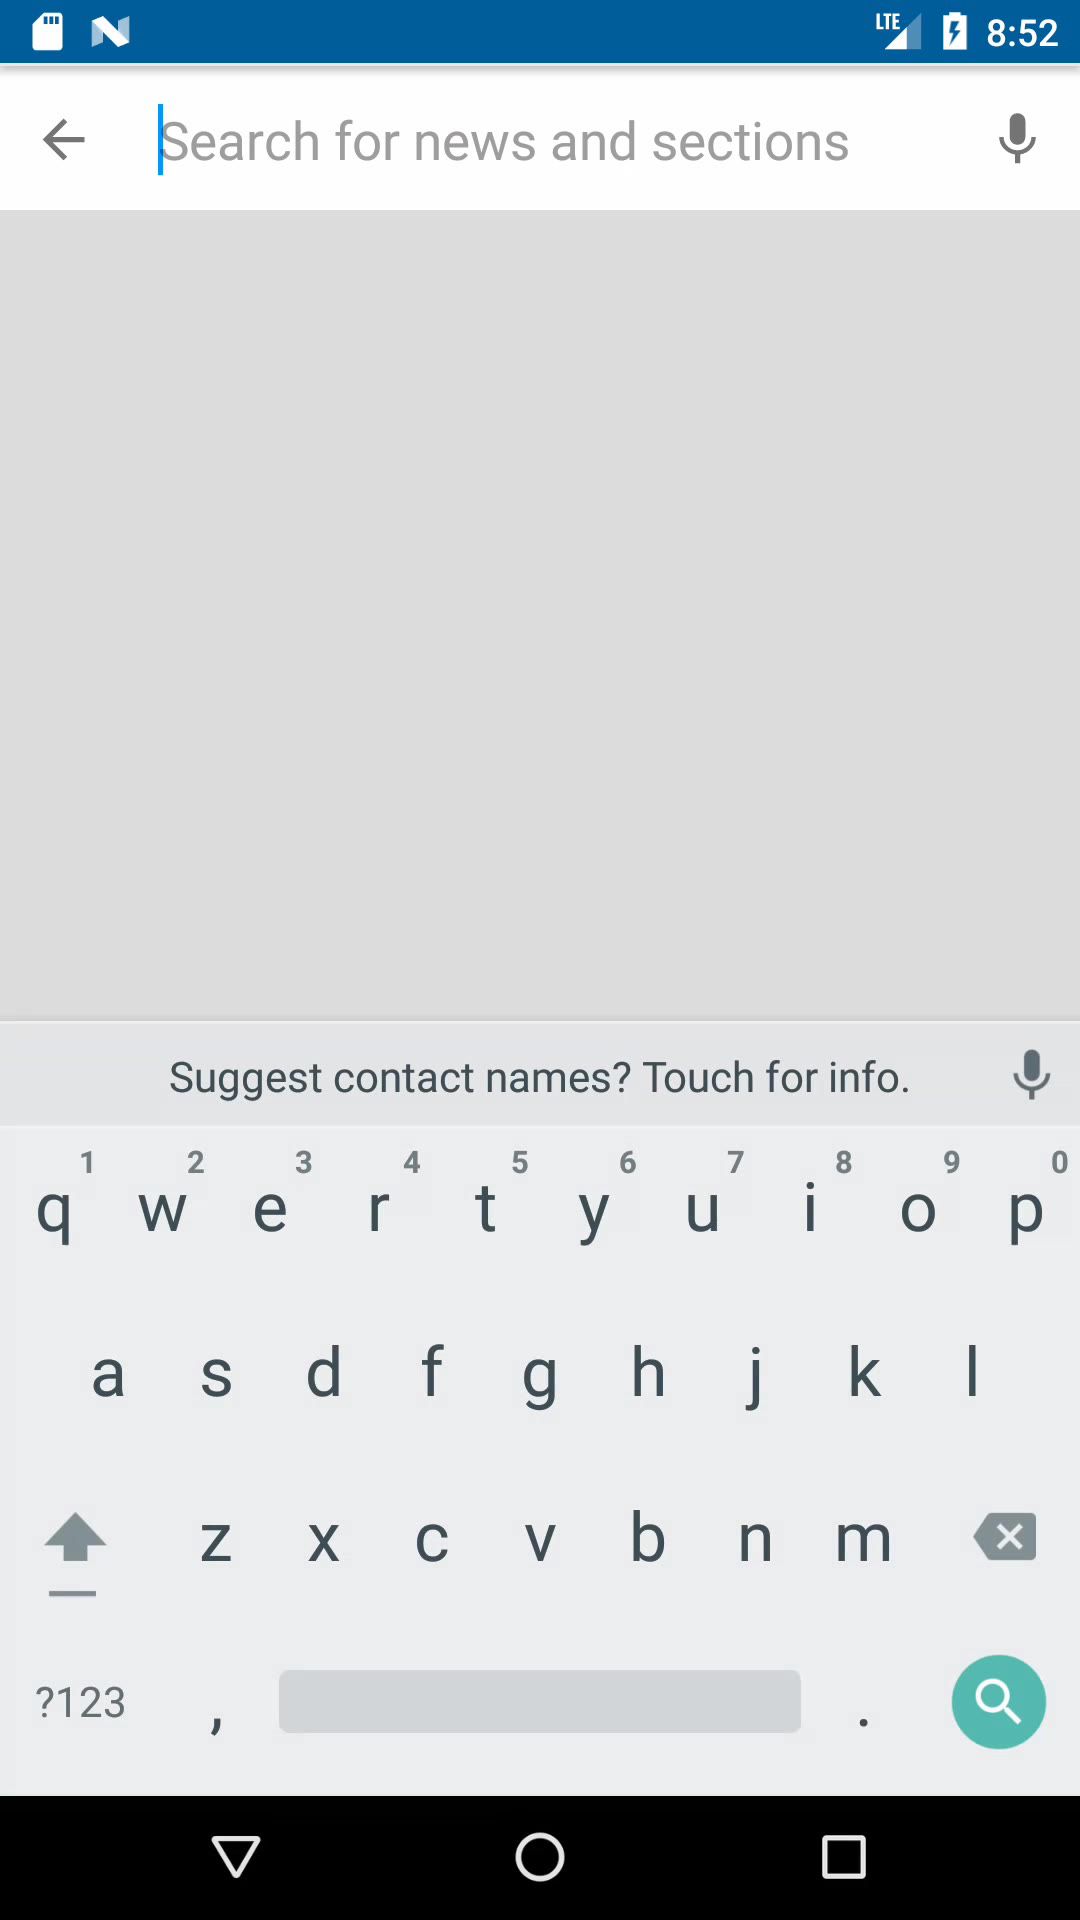 LTE 8:52
Search for news and sections
Suggest contact names? Touch for info.
1 2 3 4 5 6 7 8 9 0
q w e r t y u i o p
a s d f g h j k l
z x c v b n m
?123 , .